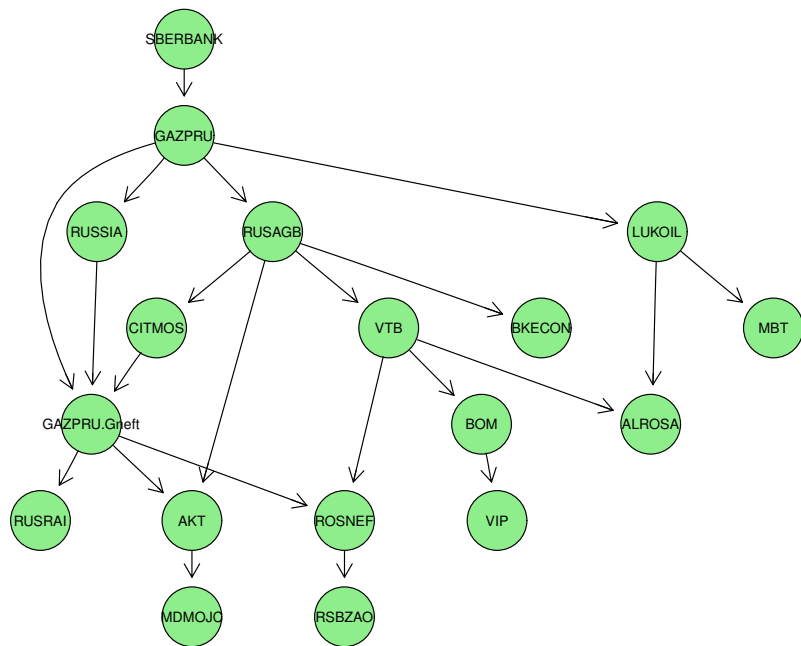 SBERBANK
GAZPRU
RUSSIA
RUSAGB
LUKOIL
CITMOS
VTB
BKECON
MBT
GAZPRU.Gneft
BOM
ALROSA
RUSRAI
AKT
ROSNEF
VIP
MDMOJC
RSBZAO